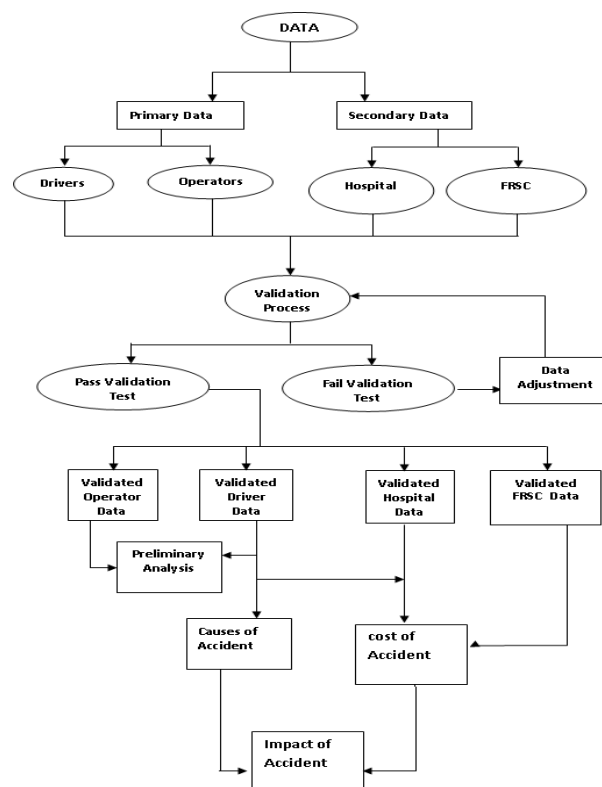 DATA
Primary Data
Secondary Data
Drivers
Operators
Hospital
FRSC
Validation
Process
Pass Validation
Test
Fail Validation
Test
Data
Adjustment
Validated
Operator
Data
Validated
Driver
Data
Validated
Hospital
Data
Validated
FRSC Data
Preliminary
Analysis
Causes of
Accident
cost of
Accident
Impact of
Accident